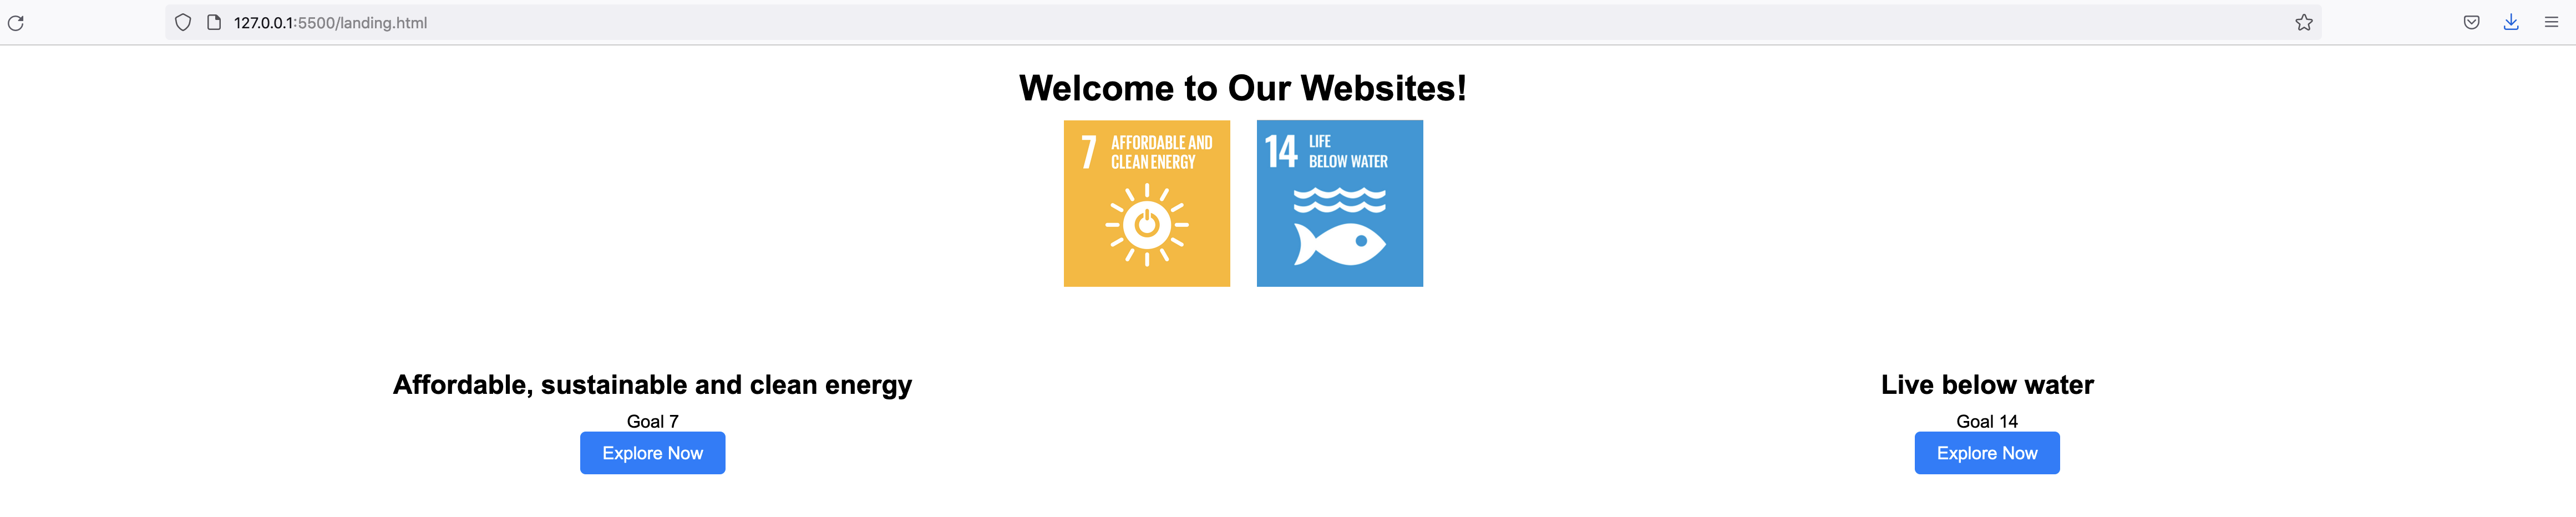 127.0.0.1:5500/landing.html
Welcome to Our Websites!
7 AFFORDABLE AND
CLEAN ENERGY
14 LIFE
BELOW WATER
Affordable, sustainable and clean energy
Goal 7
Explore Now
Live below water
Goal 14
Explore Now